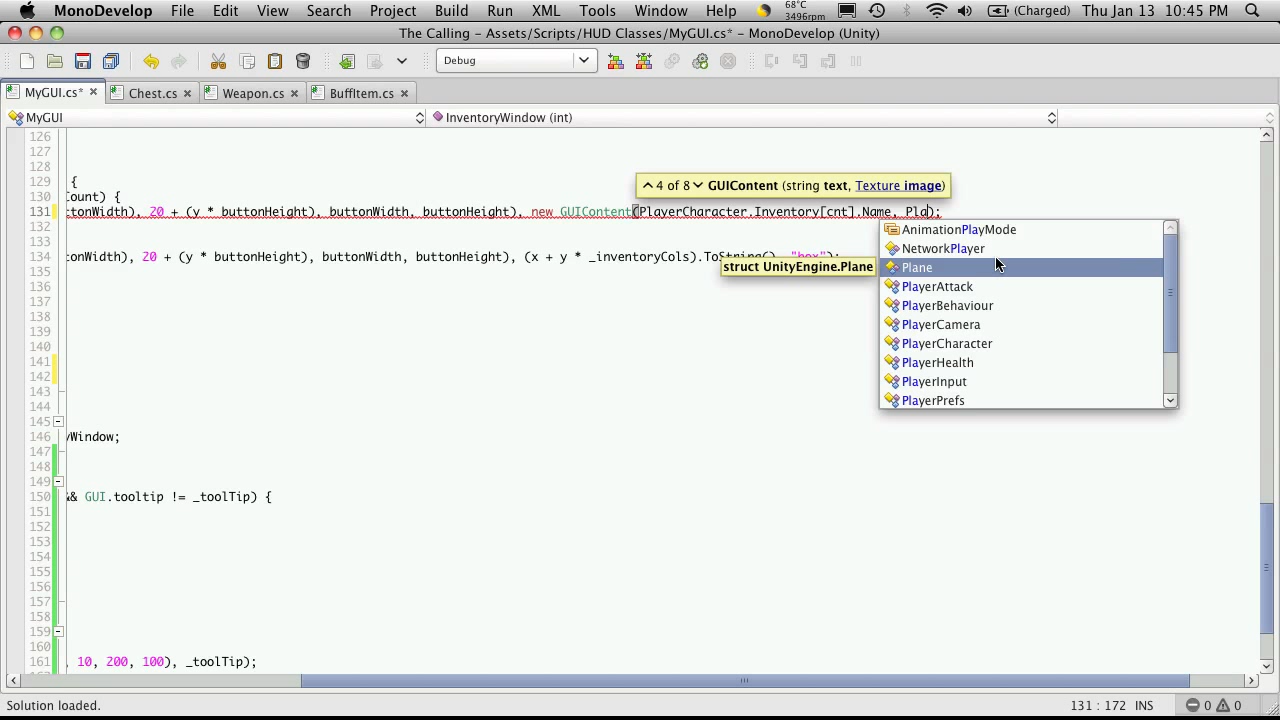 MonoDevelop File Edit View Search Project Build Run XML Tools Window Help 68°C 3496rpm (Charged) Thu Jan 13 10:45 PM
The Calling - Assets/Scripts/HUD Classes/MyGUI.cs* - MonoDevelop (Unity)
Debug
MyGUI.cs* Chest.cs Weapon.cs BuffItem.cs
MyGUI InventoryWindow (int)
126
127
128
129 {
130 Count) {
4 of 8 GUIContent (string text, Texture image)
131 ttonWidth), 20 + (y * buttonHeight), buttonWidth, buttonHeight), new GUIContent(PlayerCharacter.Inventory[cnt].Name, Pla);
132
133
134 tonWidth), 20 + (y * buttonHeight), buttonWidth, buttonHeight), (x + y * _inventoryCols).ToString(), "box");
struct UnityEngine.Plane
AnimationPlayMode
NetworkPlayer
Plane
PlayerAttack
PlayerBehaviour
PlayerCamera
PlayerCharacter
PlayerHealth
PlayerInput
PlayerPrefs
135
136
137
138
139
140
141
142
143
144
145
146 yWindow;
147
148
149
150 && GUI.tooltip != _toolTip) {
151
152
153
154
155
156
157
158
159
160
161 , 10, 200, 100), _toolTip);
Solution loaded. 131 : 172 INS 0 0